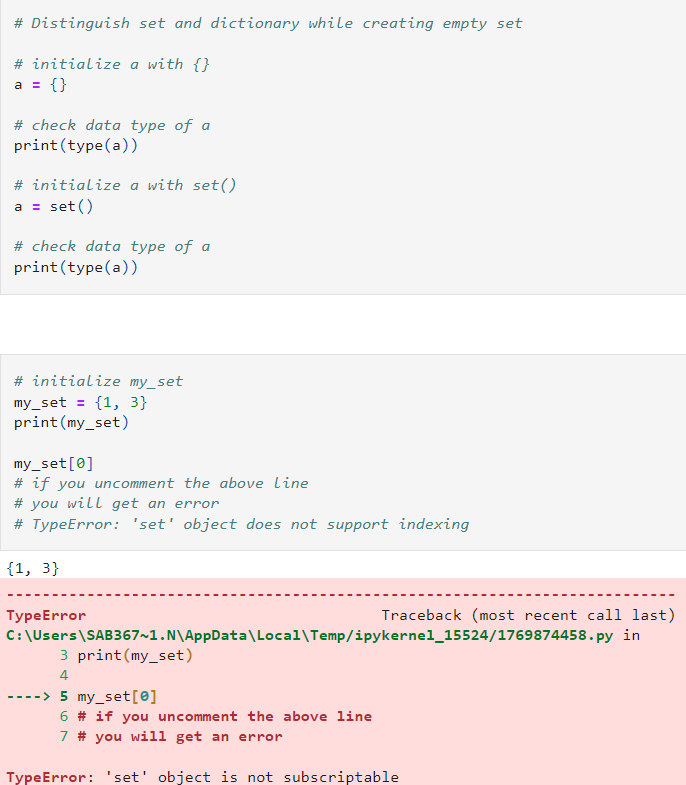 # Distinguish set and dictionary while creating empty set
# initialize a with {}
a = {}
# check data type of a
print(type(a))
# initialize a with set()
a = set()
# check data type of a
print(type(a))
# initialize my_set
my_set = {1, 3}
print(my_set)
my_set[0]
# if you uncomment the above line
# you will get an error
# TypeError: 'set' object does not support indexing
{1, 3}
---------------------------------------------------------------------------
TypeError                                 Traceback (most recent call last)
C:\Users\SAB367~1.N\AppData\Local\Temp/ipykernel_15524/1769874458.py in
      3 print(my_set)
      4
----> 5 my_set[0]
      6 # if you uncomment the above line
      7 # you will get an error
TypeError: 'set' object is not subscriptable